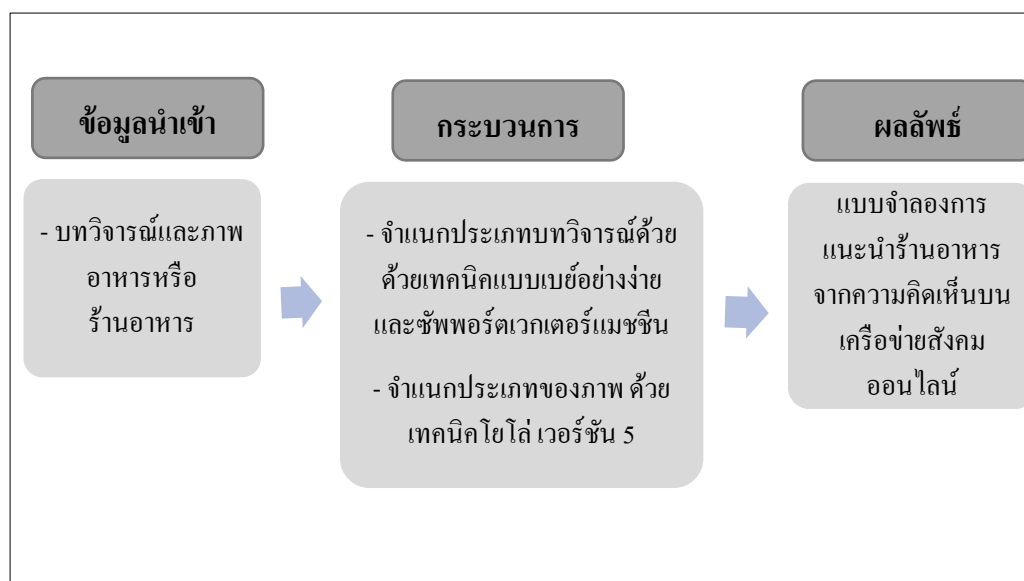 ข้อมูลนำเข้า
- บทวิจารณ์และภาพ
อาหารหรือ
ร้านอาหาร
กระบวนการ
- จำแนกประเภทบทวิจารณ์ด้วย
ด้วยเทคนิคแบบเบย์อย่างง่าย
และซัพพอร์ตเวกเตอร์แมชชีน
- จำแนกประเภทของภาพ ด้วย
เทคนิคโยโล่ เวอร์ชัน 5
ผลลัพธ์
แบบจำลองการ
แนะนำร้านอาหาร
จากความคิดเห็นบน
เครือข่ายสังคม
ออนไลน์